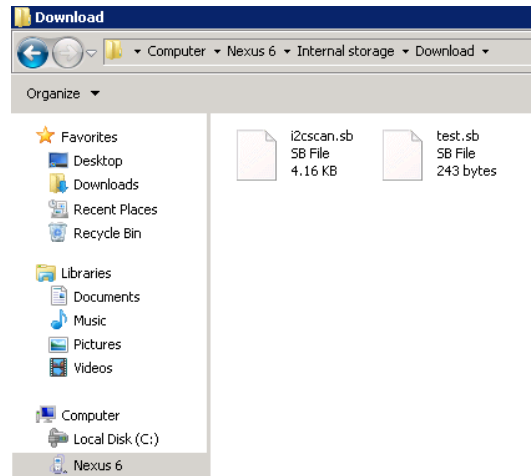 Download
Computer Nexus 6 Internal storage Download
Organize
Favorites
Desktop
Downloads
Recent Places
Recycle Bin
Libraries
Documents
Music
Pictures
Videos
Computer
Local Disk (C:)
Nexus 6
i2cscan.sb
SB File
4.16 KB
test.sb
SB File
243 bytes